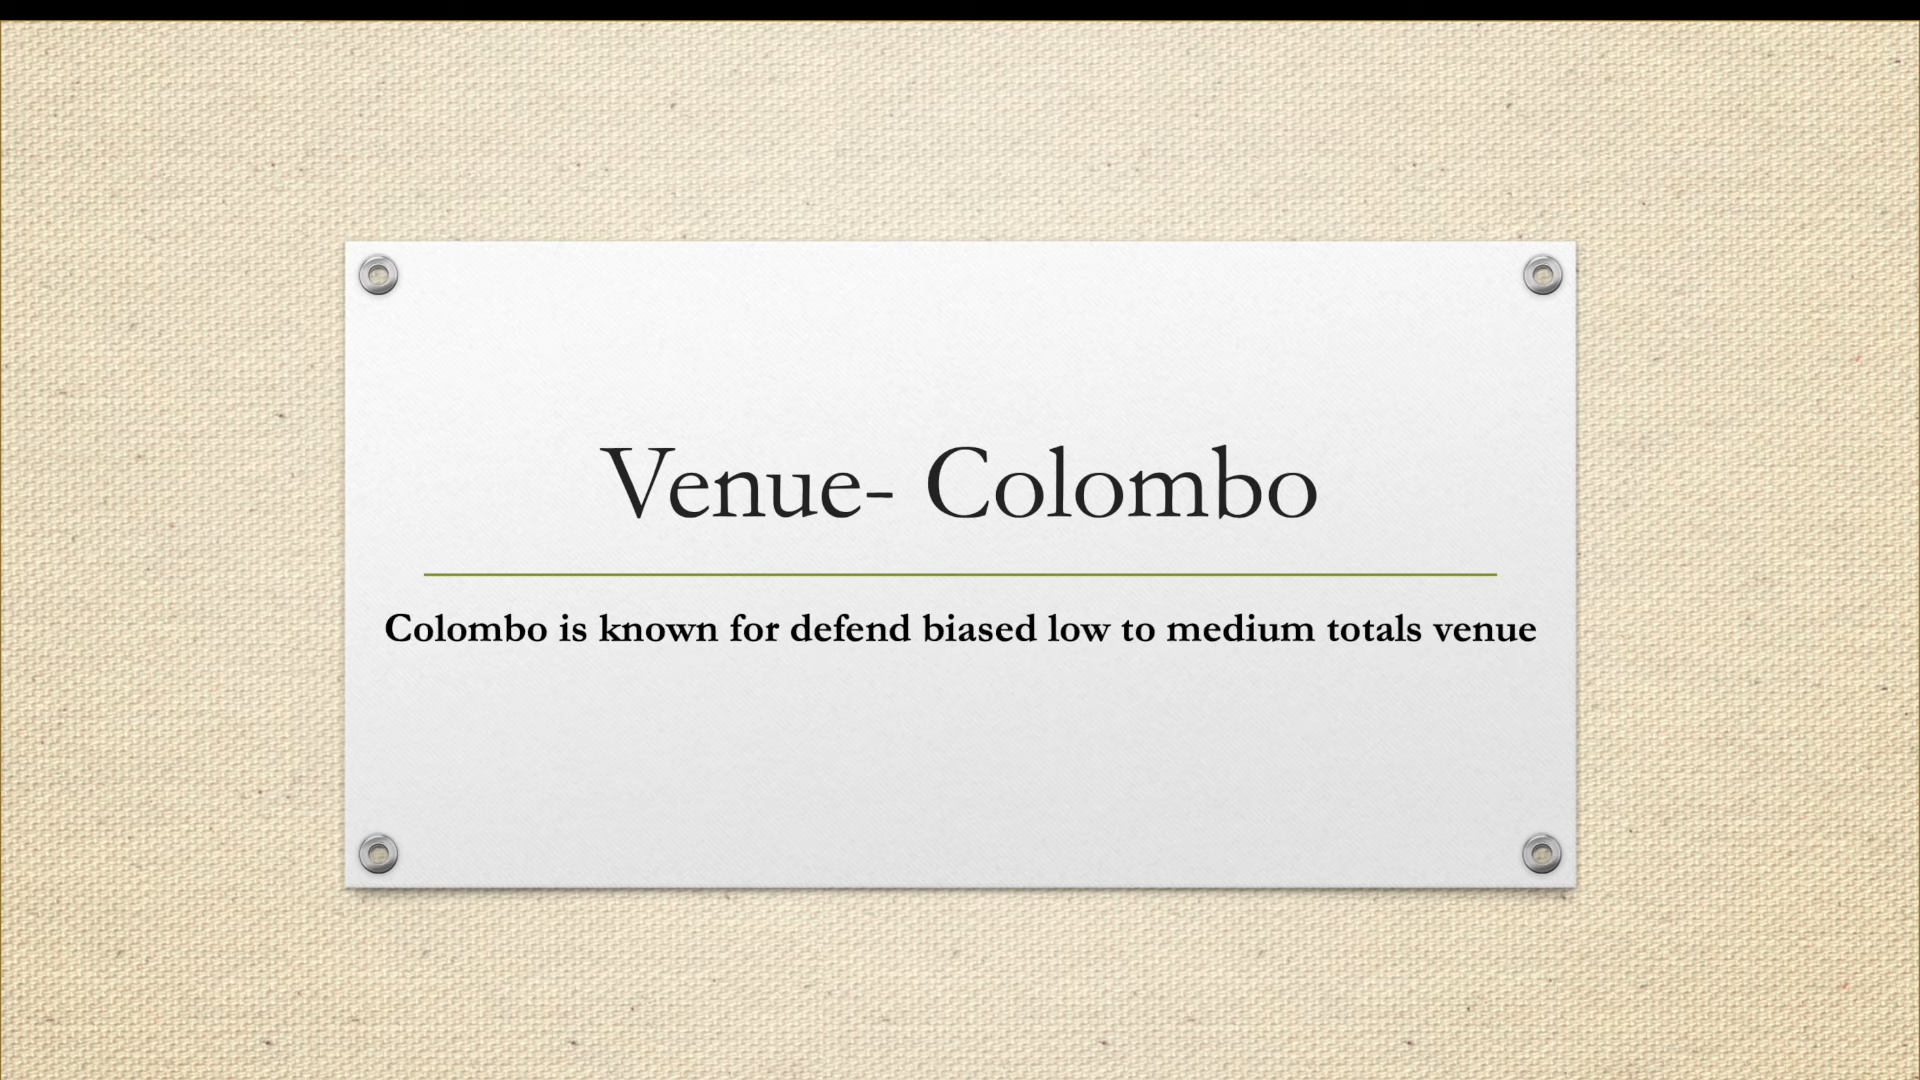 Venue- Colombo
Colombo is known for defend biased low to medium totals venue